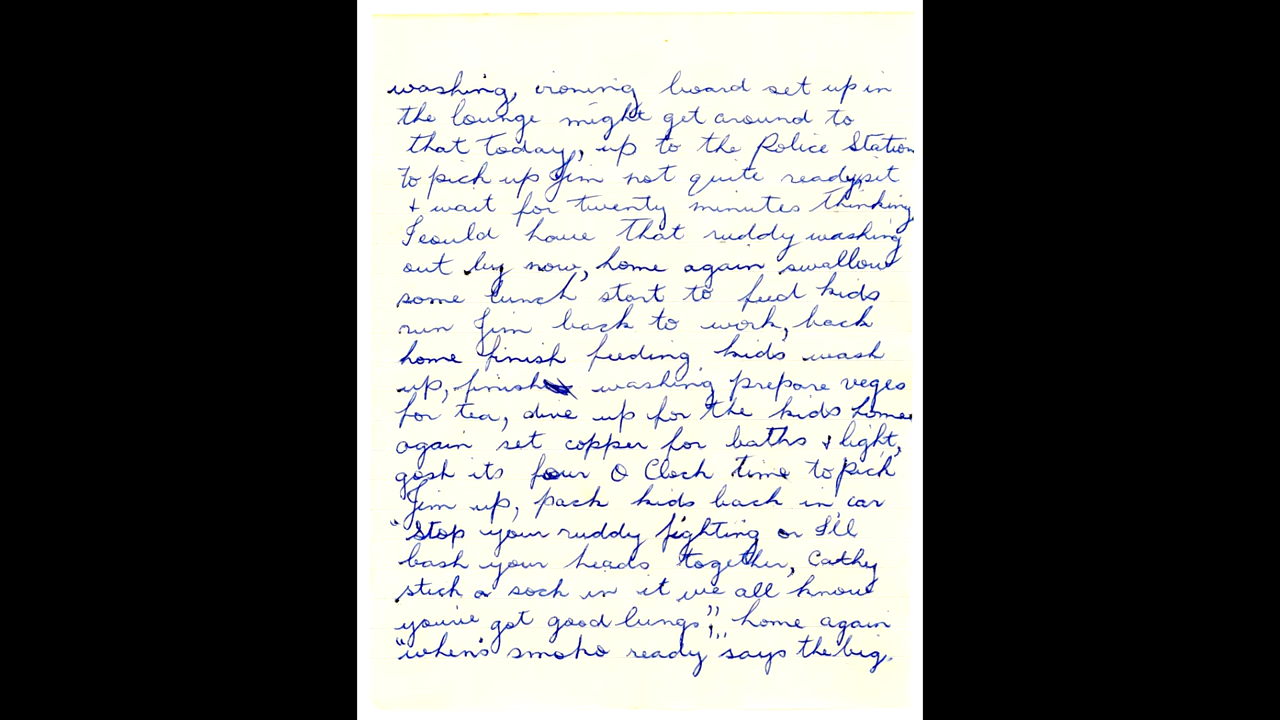 washing, ironing board set up in
the lounge might get around to
that today, up to the Police Station
to pick up Jim not quite ready, sit
+ wait for twenty minutes thinking
I could have that ruddy washing
out by now, home again swallow
some lunch start to feed kids
run Jim back to work, back
home finish feeding kids wash
up, finish washing prepare veges
for tea, dive up for the kids home
again set copper for baths & light,
gosh its four O Clock time to pick
Jim up, pack kids back in car
"Stop your ruddy fighting or I'll
bash your heads together, Cathy
stick a sock in it we all know
you've got good lungs", home again
"when's smoko ready" says the big.